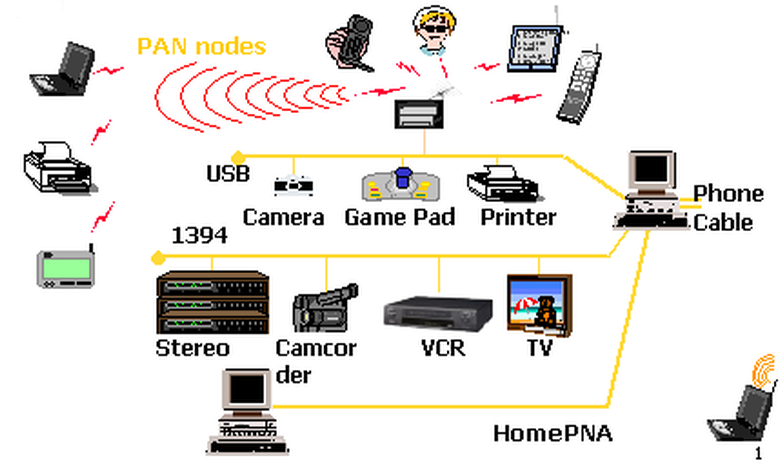 PAN nodes
USB
Camera
Game Pad
Printer
Phone
Cable
1394
Stereo
Camcor
der
VCR
TV
HomePNA
1